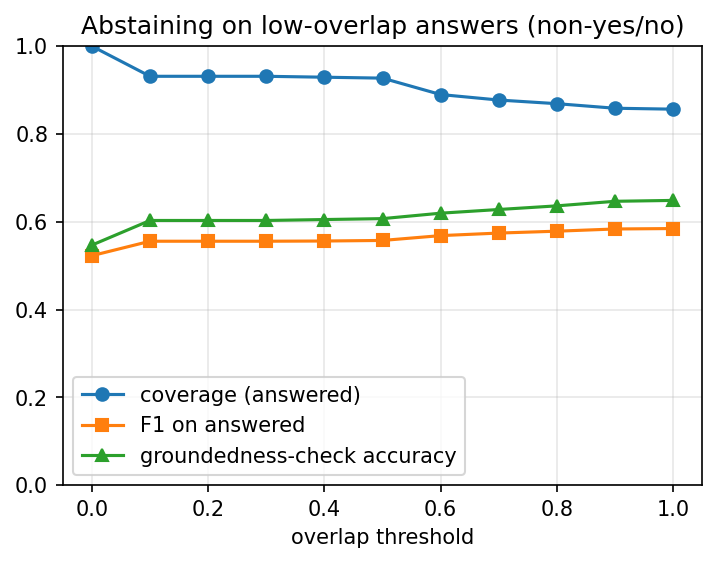 Abstaining on low-overlap answers (non-yes/no)
1.0
0.8
0.6
0.4
0.2
0.0
coverage (answered)
F1 on answered
groundedness-check accuracy
0.0 0.2 0.4 0.6 0.8 1.0
overlap threshold